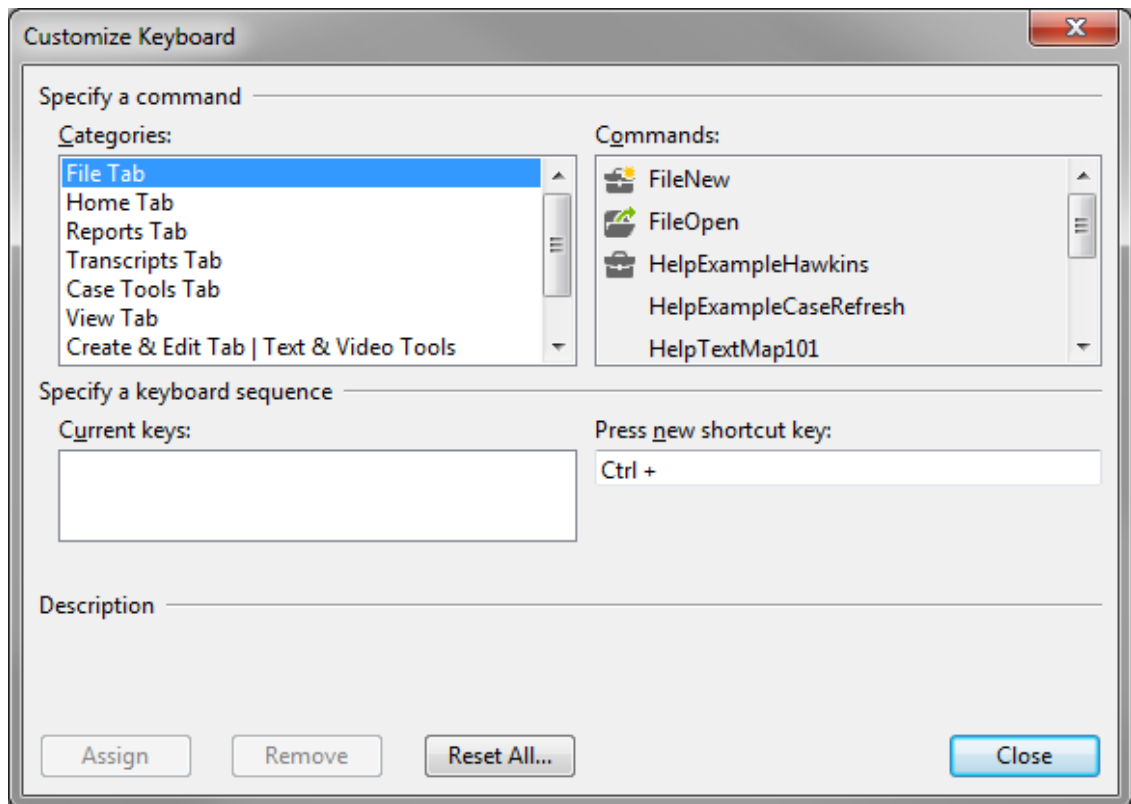 Customize Keyboard
Specify a command
Categories:
File Tab
Home Tab
Reports Tab
Transcripts Tab
Case Tools Tab
View Tab
Create & Edit Tab | Text & Video Tools
Commands:
FileNew
FileOpen
HelpExampleHawkins
HelpExampleCaseRefresh
HelpTextMap101
Specify a keyboard sequence
Current keys:
Press new shortcut key:
Ctrl +
Description
Assign
Remove
Reset All...
Close